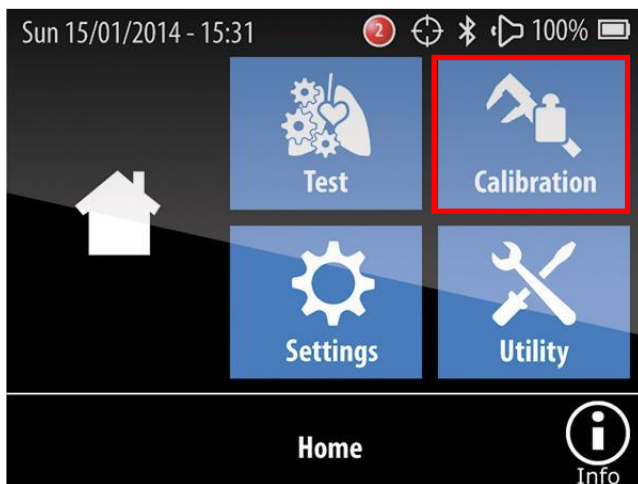 Sun 15/01/2014 - 15:31 2 100%
Test Calibration
Settings Utility
Home
Info